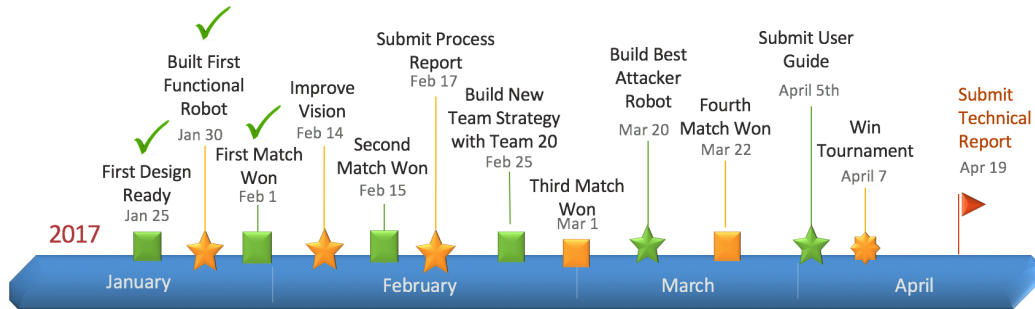 Built First
Functional
Robot
Jan 30
First Design
Ready
Jan 25
First Match
Won
Feb 1
Improve
Vision
Feb 14
Second
Match Won
Feb 15
Submit Process
Report
Feb 17
Build New
Team Strategy
with Team 20
Feb 25
Third Match
Won
Mar 1
Build Best
Attacker
Robot
Mar 20
Fourth
Match Won
Mar 22
Submit User
Guide
April 5th
Win
Tournament
April 7
Submit
Technical
Report
Apr 19
2017
January
February
March
April